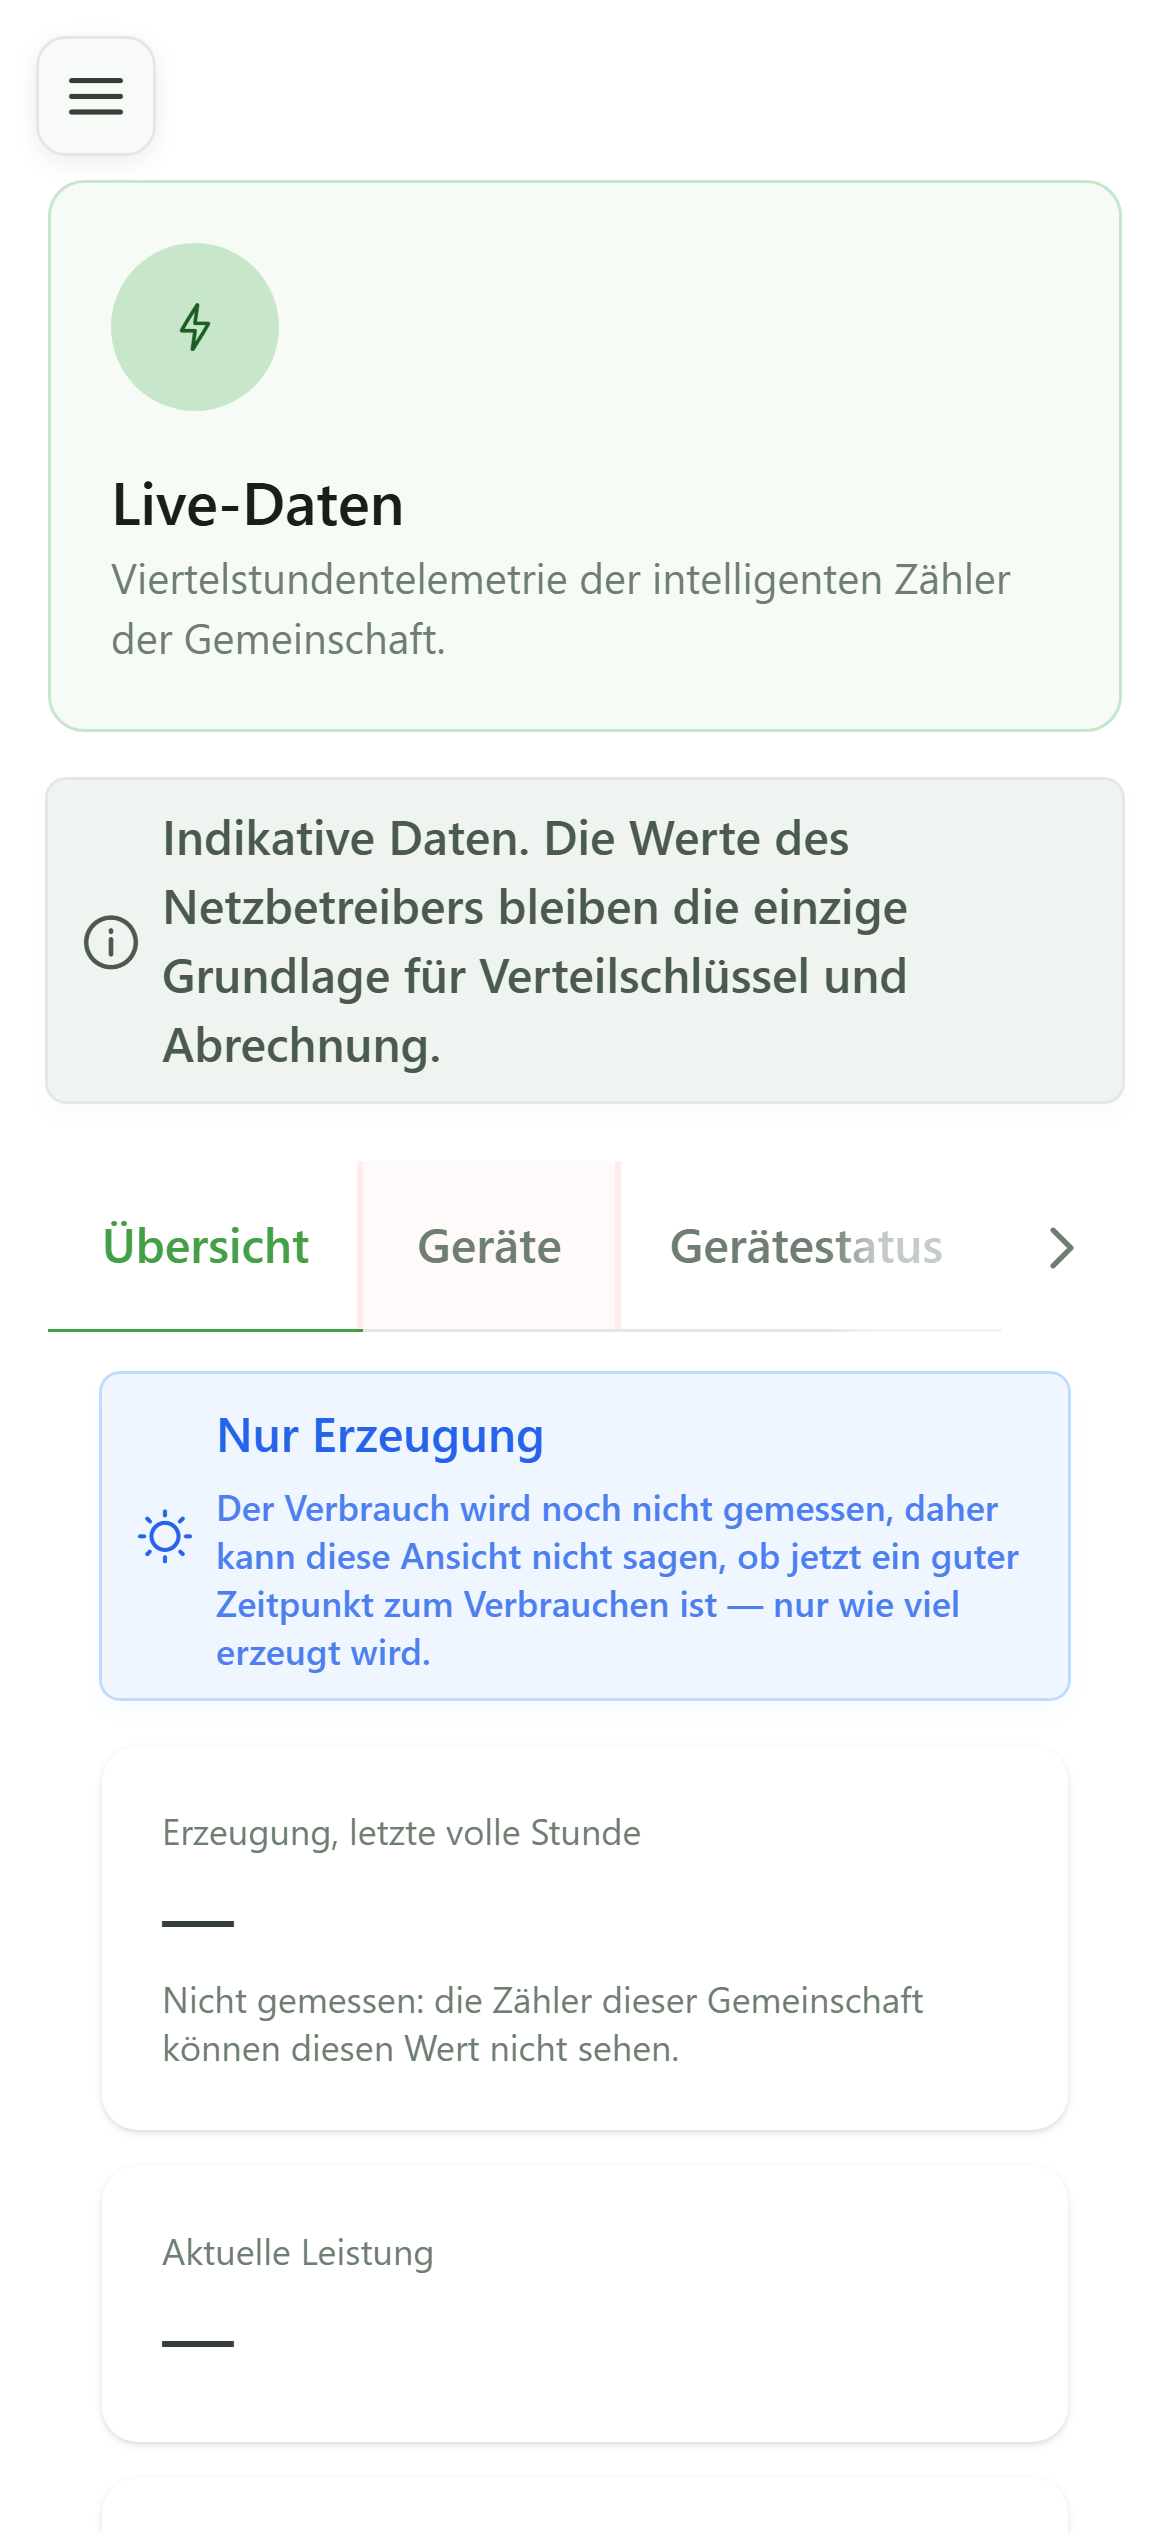 Live-Daten
Viertelstundentelemetrie der intelligenten Zähler
der Gemeinschaft.
Indikative Daten. Die Werte des
Netzbetreibers bleiben die einzige
Grundlage für Verteilschlüssel und
Abrechnung.
Übersicht
Geräte
Gerätestatus
Nur Erzeugung
Der Verbrauch wird noch nicht gemessen, daher
kann diese Ansicht nicht sagen, ob jetzt ein guter
Zeitpunkt zum Verbrauchen ist — nur wie viel
erzeugt wird.
Erzeugung, letzte volle Stunde
—
Nicht gemessen: die Zähler dieser Gemeinschaft
können diesen Wert nicht sehen.
Aktuelle Leistung
—